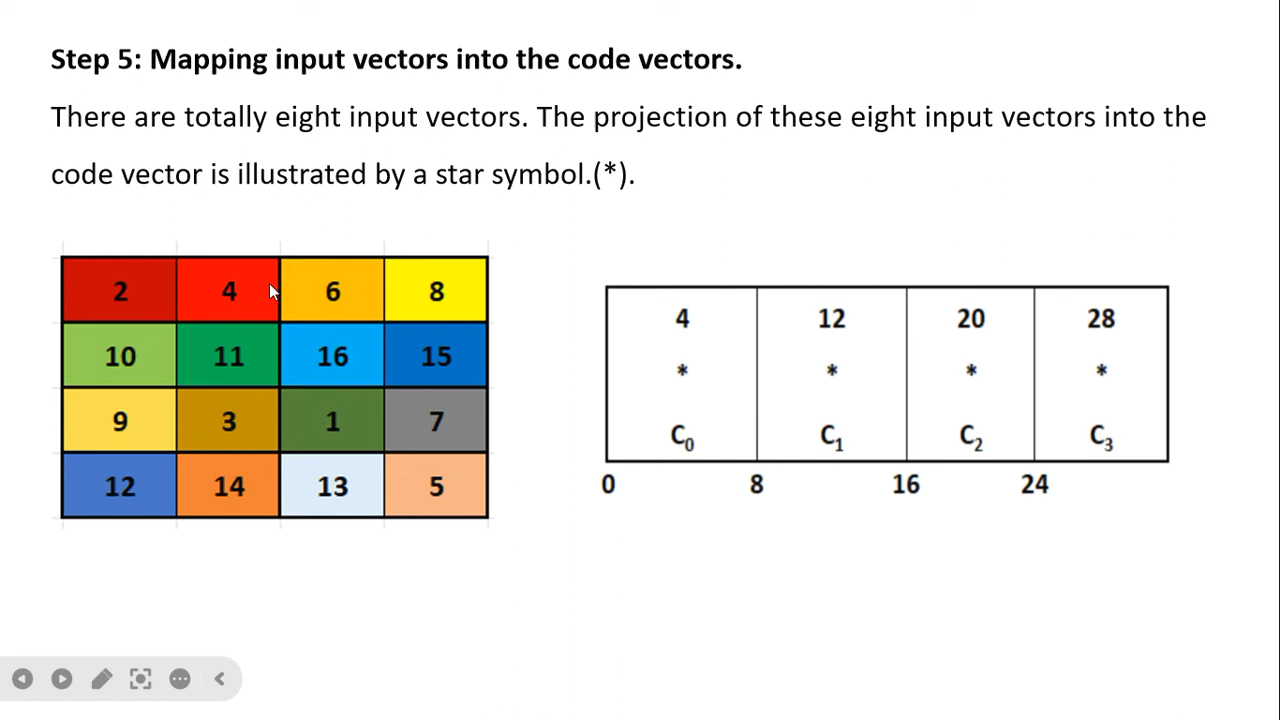 Step 5: Mapping input vectors into the code vectors.
There are totally eight input vectors. The projection of these eight input vectors into the
code vector is illustrated by a star symbol.(*).
2 4 6 8
10 11 16 15
9 3 1 7
12 14 13 5
4 12 20 28
* * * *
C0 C1 C2 C3
0 8 16 24